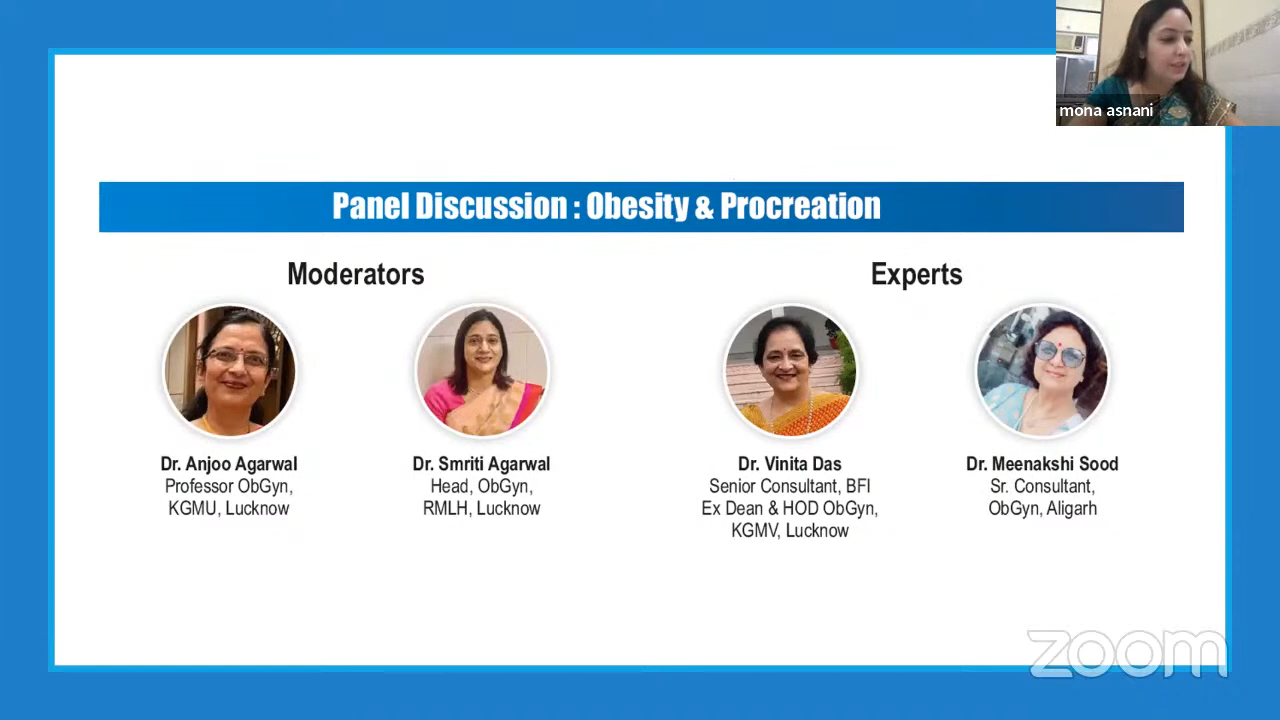 mona asnani
Panel Discussion : Obesity & Procreation
Moderators
Experts
Dr. Anjoo Agarwal
Professor ObGyn,
KGMU, Lucknow
Dr. Smriti Agarwal
Head, ObGyn,
RMLH, Lucknow
Dr. Vinita Das
Senior Consultant, BFI
Ex Dean & HOD ObGyn,
KGMV, Lucknow
Dr. Meenakshi Sood
Sr. Consultant,
ObGyn, Aligarh
zoom